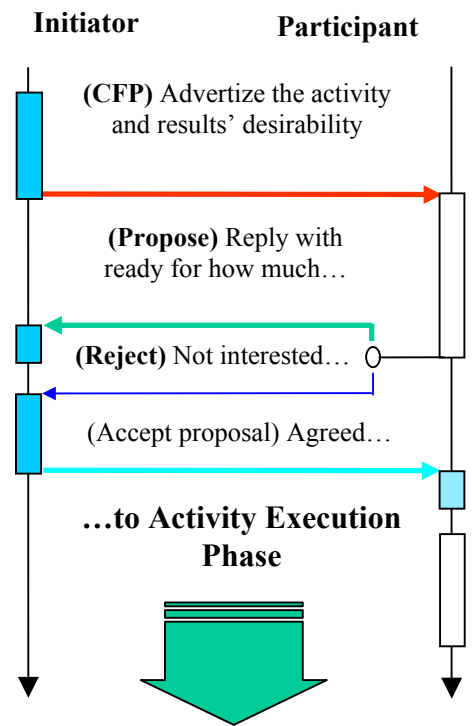 Initiator
Participant
(CFP) Advertize the activity
and results’ desirability
(Propose) Reply with
ready for how much…
(Reject) Not interested…
(Accept proposal) Agreed…
…to Activity Execution
Phase